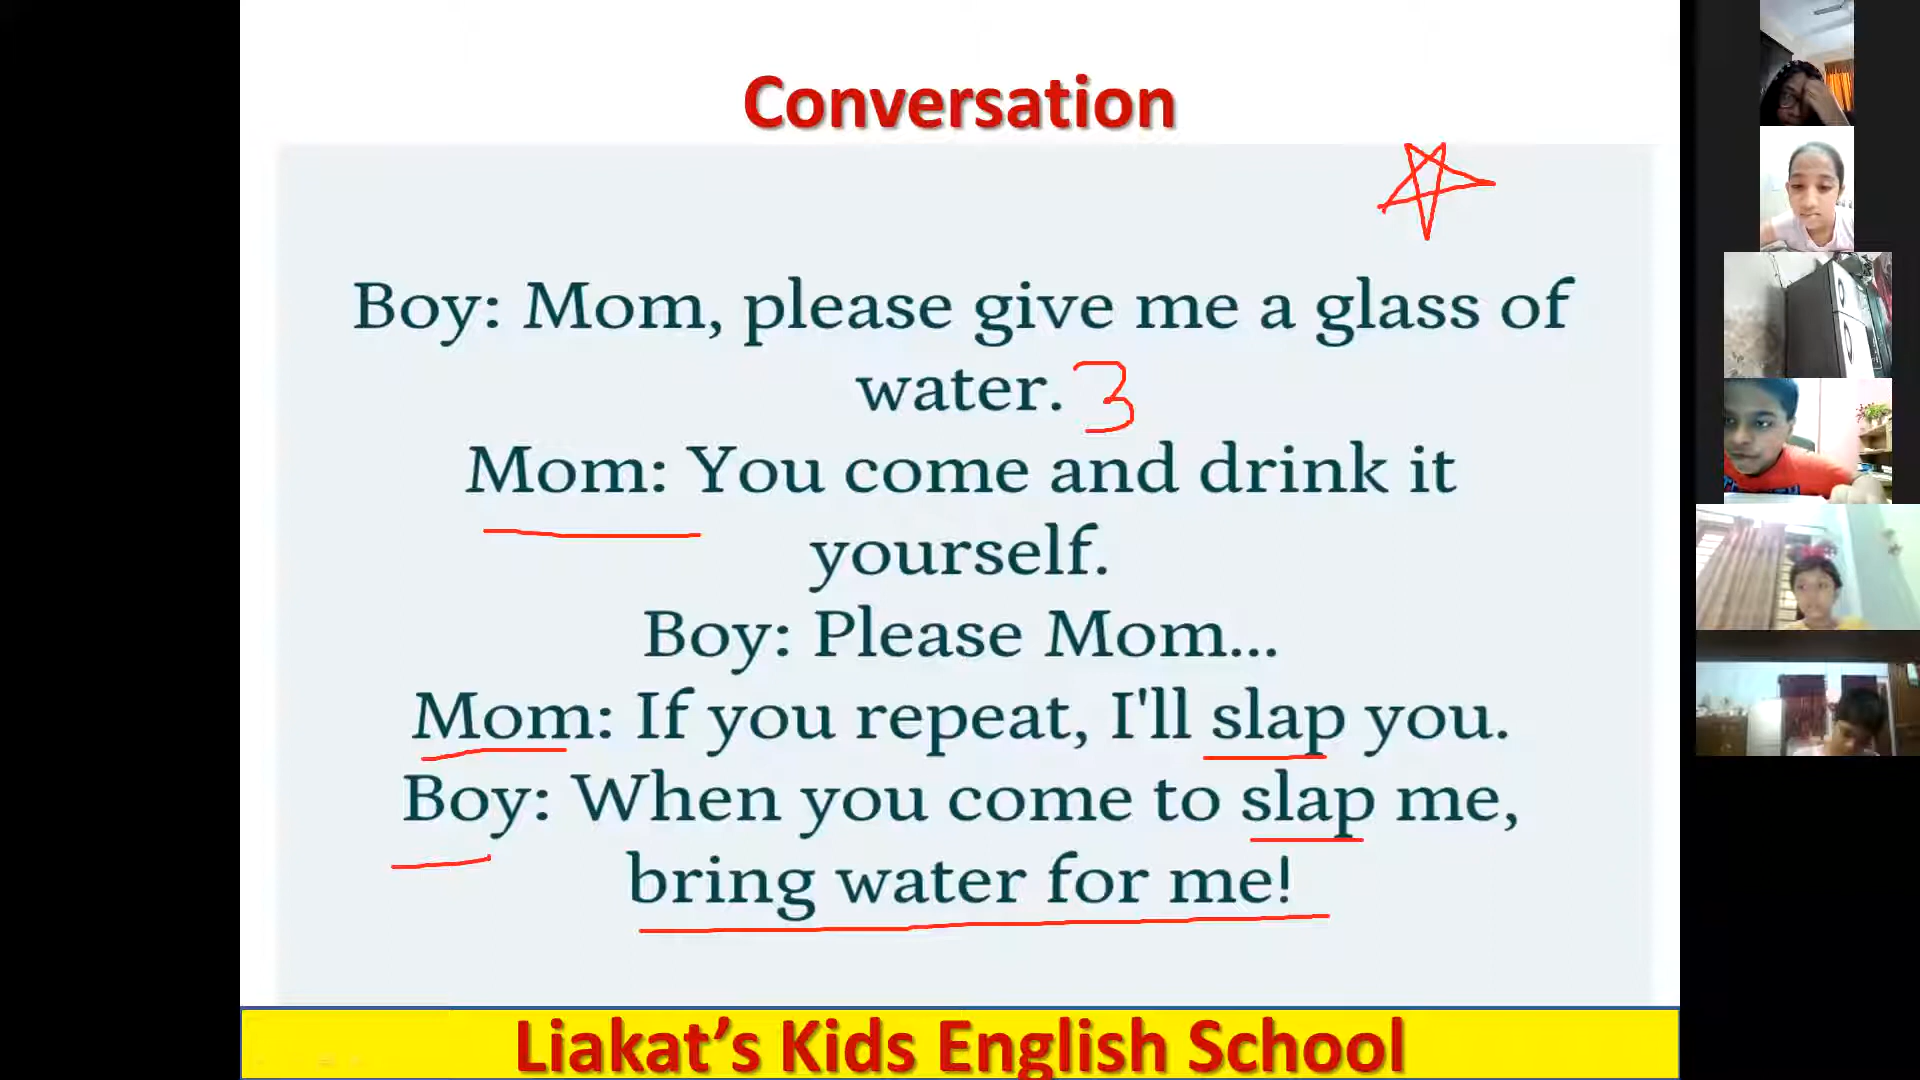 Conversation
Boy: Mom, please give me a glass of
water. 3
Mom: You come and drink it
yourself.
Boy: Please Mom...
Mom: If you repeat, I'll slap you.
Boy: When you come to slap me,
bring water for me!
Liakat’s Kids English School